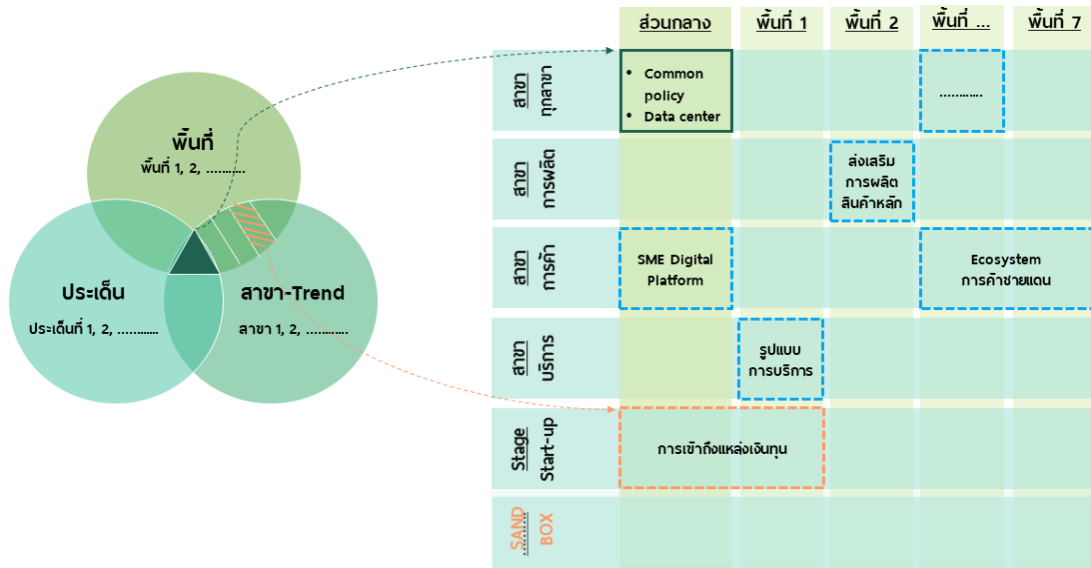 พื้นที่
พื้นที่ 1, 2, ...........
ประเด็น
ประเด็นที่ 1, 2, ...........
สาขา-Trend
สาขา 1, 2, ...........
ส่วนกลาง
พื้นที่ 1
พื้นที่ 2
พื้นที่ ...
พื้นที่ 7
สาขา
ทุกสาขา
• Common
policy
• Data center
............
สาขา
การผลิต
ส่งเสริม
การผลิต
สินค้าหลัก
สาขา
การค้า
SME Digital
Platform
Ecosystem
การค้าชายแดน
สาขา
บริการ
รูปแบบ
การบริการ
Stage
Start-up
การเข้าถึงแหล่งเงินทุน
SAND
BOX
..........